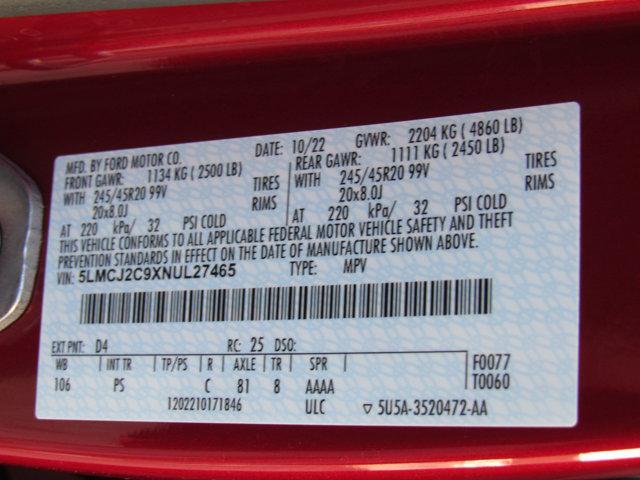 MFD. BY FORD MOTOR CO.
DATE: 10/22 GVWR: 2204 KG ( 4860 LB)
FRONT GAWR: 1134 KG ( 2500 LB) REAR GAWR: 1111 KG ( 2450 LB)
WITH 245/45R20 99V TIRES WITH 245/45R20 99V TIRES
20x8.0J RIMS 20x8.0J RIMS
AT 220 kPa/ 32 PSI COLD AT 220 kPa/ 32 PSI COLD
THIS VEHICLE CONFORMS TO ALL APPLICABLE FEDERAL MOTOR VEHICLE SAFETY AND THEFT
PREVENTION STANDARDS IN EFFECT ON THE DATE OF MANUFACTURE SHOWN ABOVE.
VIN: 5LMCJ2C9XNUL27465 TYPE: MPV
EXT PNT: D4 RC: 25 DSO:
WB INT TR TP/PS R AXLE TR SPR F0077
106 PS C 81 8 AAAA T0060
1202210171846 ULC ▽ 5U5A-3520472-AA